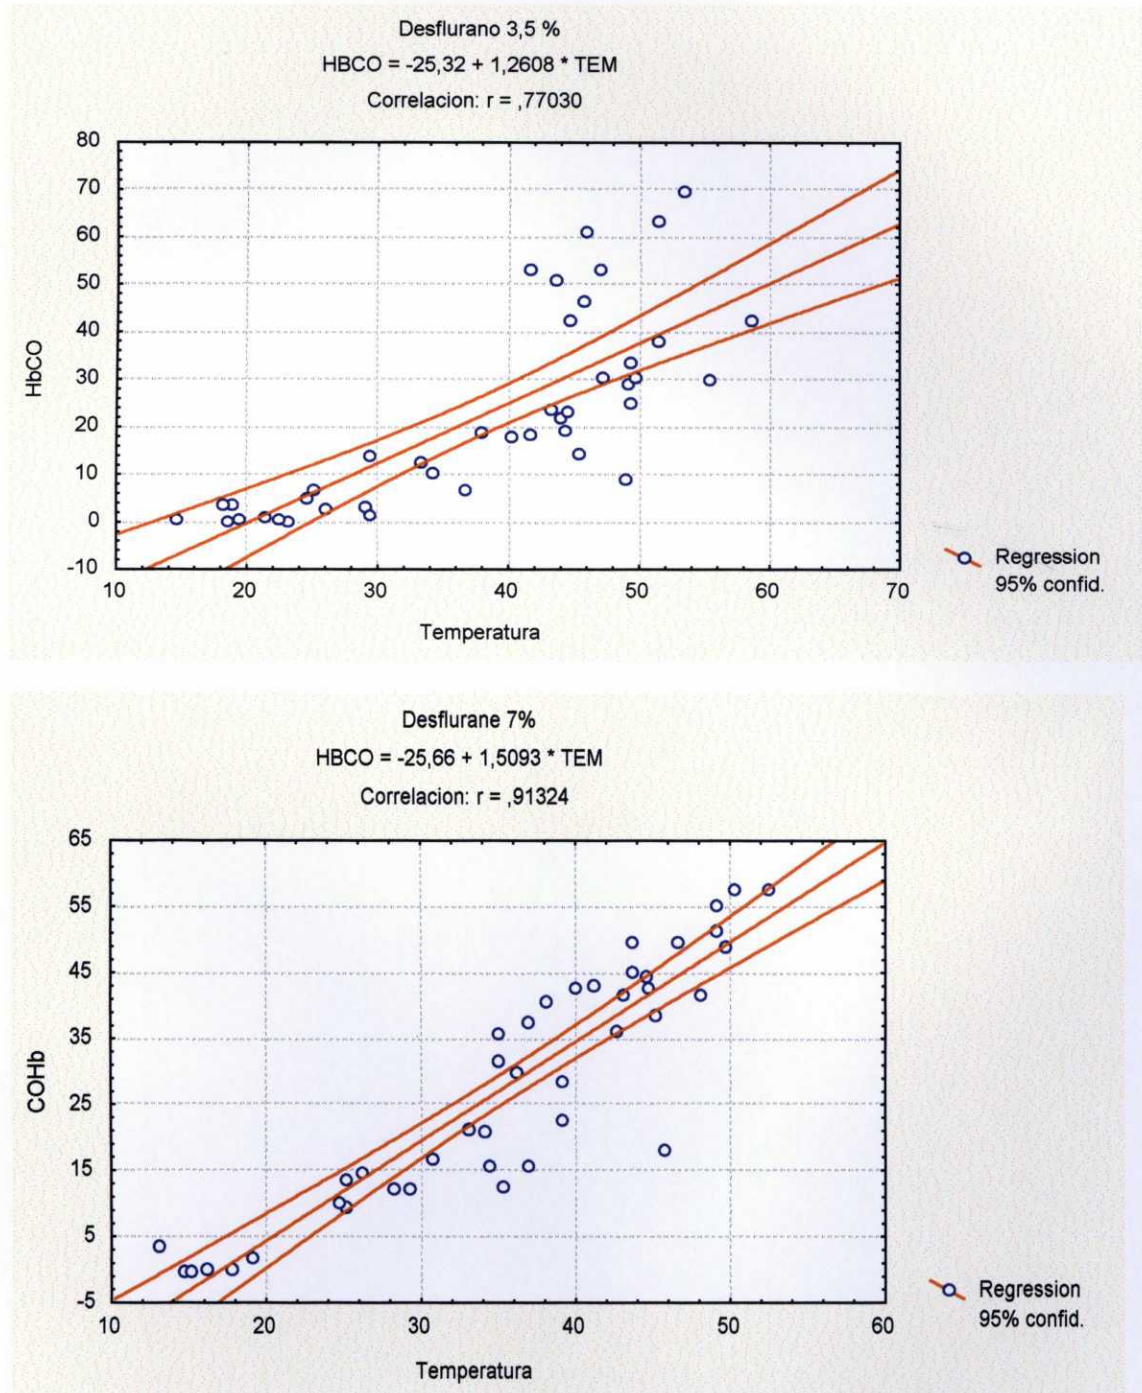 Desflurano 3,5 %
HBCO = -25,32 + 1,2608 * TEM
Correlacion: r = ,77030
80
70
60
50
40
30
20
10
0
-10
HbCO
10 20 30 40 50 60 70
Temperatura
Regression
95% confid.
Desflurane 7%
HBCO = -25,66 + 1,5093 * TEM
Correlacion: r = ,91324
65
55
45
35
25
15
5
-5
COHb
10 20 30 40 50 60
Temperatura
Regression
95% confid.